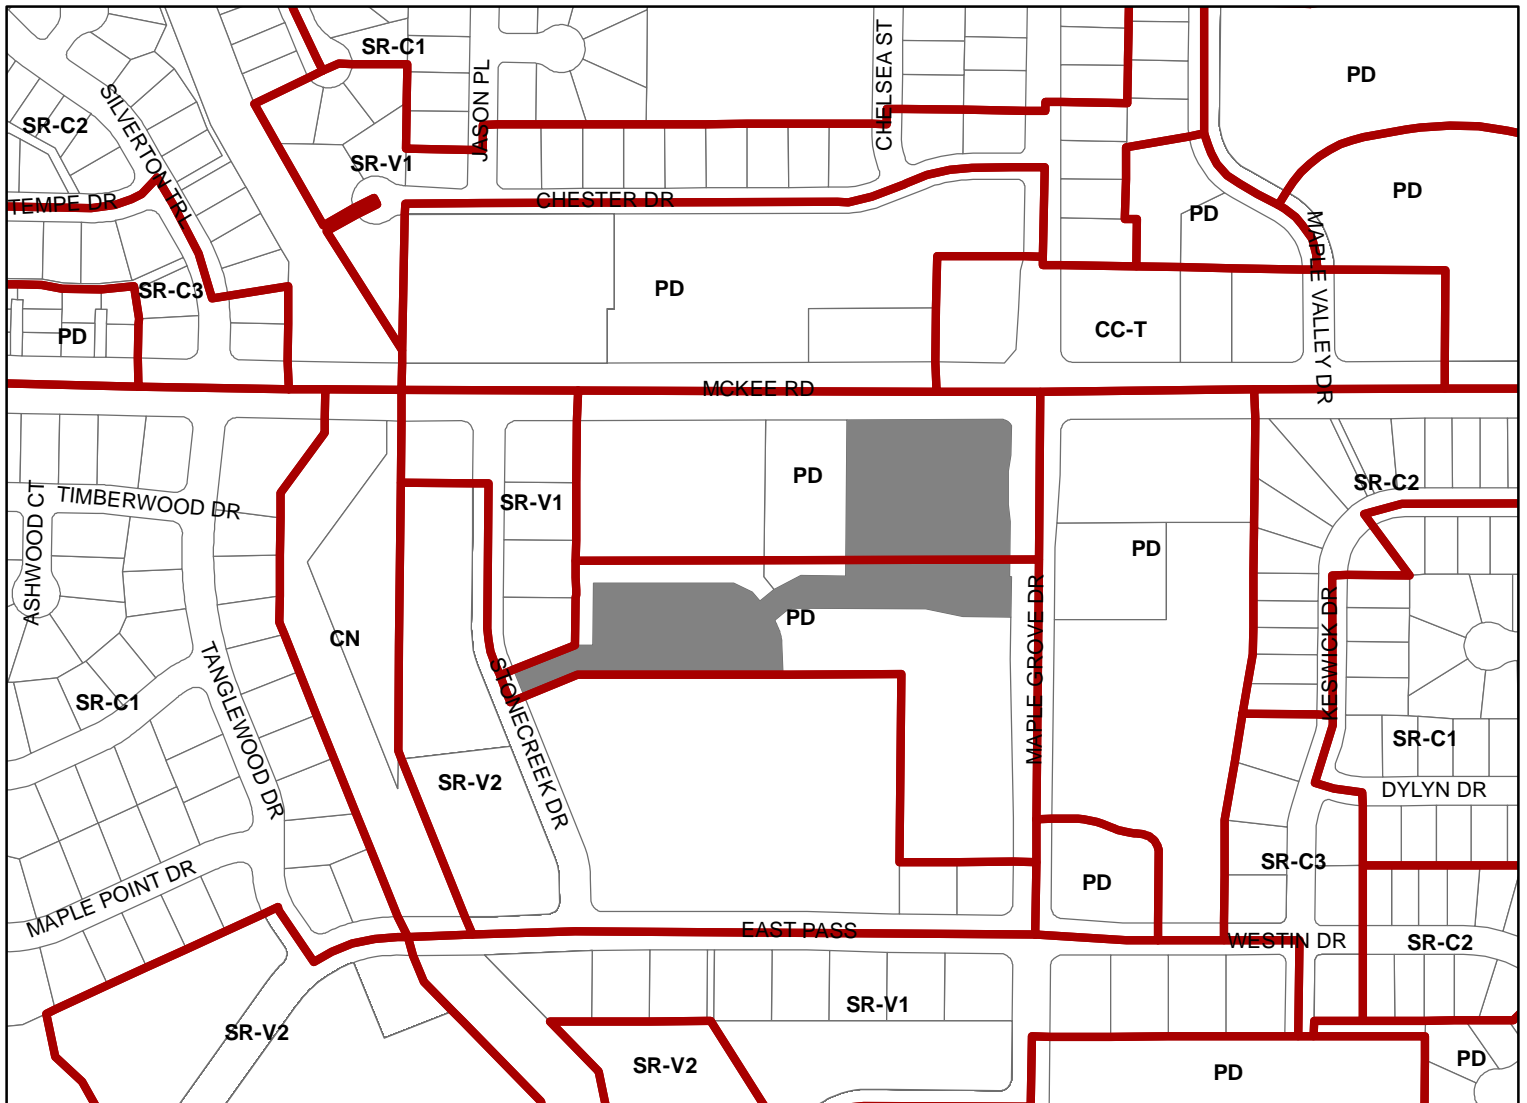 SR-C1
CHELSEA ST
JASON PL
PD
SILVERTON TRL
SR-C2
SR-V1
PD
TEMPE DR
CHESTER DR
PD
MAPLE VALLEY DR
SR-C3
PD
PD
CC-T
MCKEE RD
PD
SR-C2
ASHWOOD CT
TIMBERWOOD DR
SR-V1
PD
MAPLE GROVE DR
KESWICK DR
PD
CN
TANGLEWOOD DR
STONECREEK DR
SR-C1
SR-C1
SR-V2
DYLYN DR
SR-C3
PD
MAPLE POINT DR
EAST PASS
WESTIN DR
SR-C2
SR-V1
SR-V2
SR-V2
PD
PD